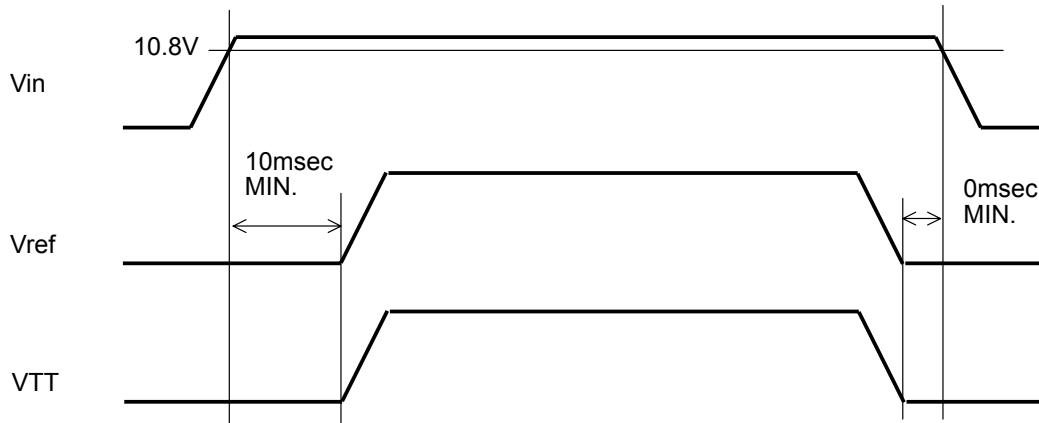 10.8V
Vin
10msec
MIN.
0msec
MIN.
Vref
VTT